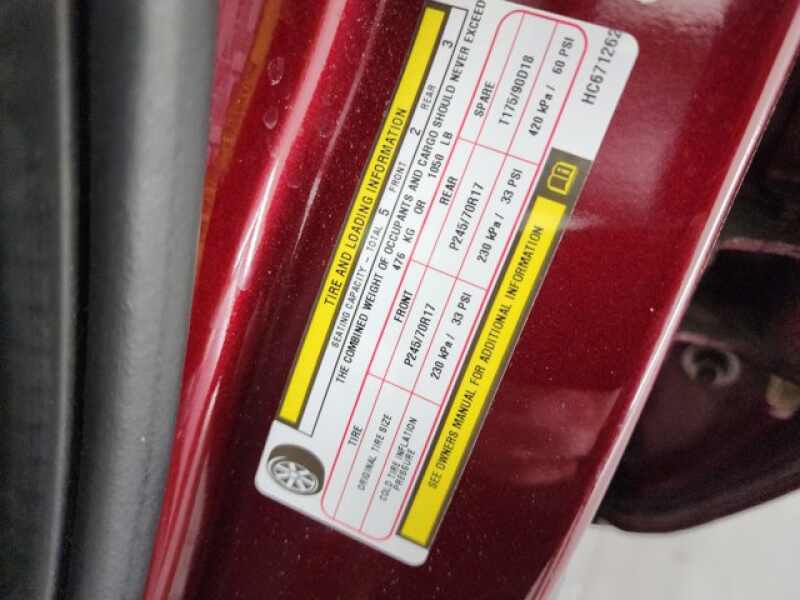 TIRE AND LOADING INFORMATION
SEATING CAPACITY - TOTAL 5 FRONT 2 REAR 3
THE COMBINED WEIGHT OF OCCUPANTS AND CARGO SHOULD NEVER EXCEED
476 KG OR 1050 LB
TIRE FRONT REAR SPARE
ORIGINAL TIRE SIZE P245/70R17 P245/70R17 T175/90D18
COLD TIRE INFLATION PRESSURE 230 kPa / 33 PSI 230 kPa / 33 PSI 420 kPa / 60 PSI
SEE OWNERS MANUAL FOR ADDITIONAL INFORMATION
HC671262